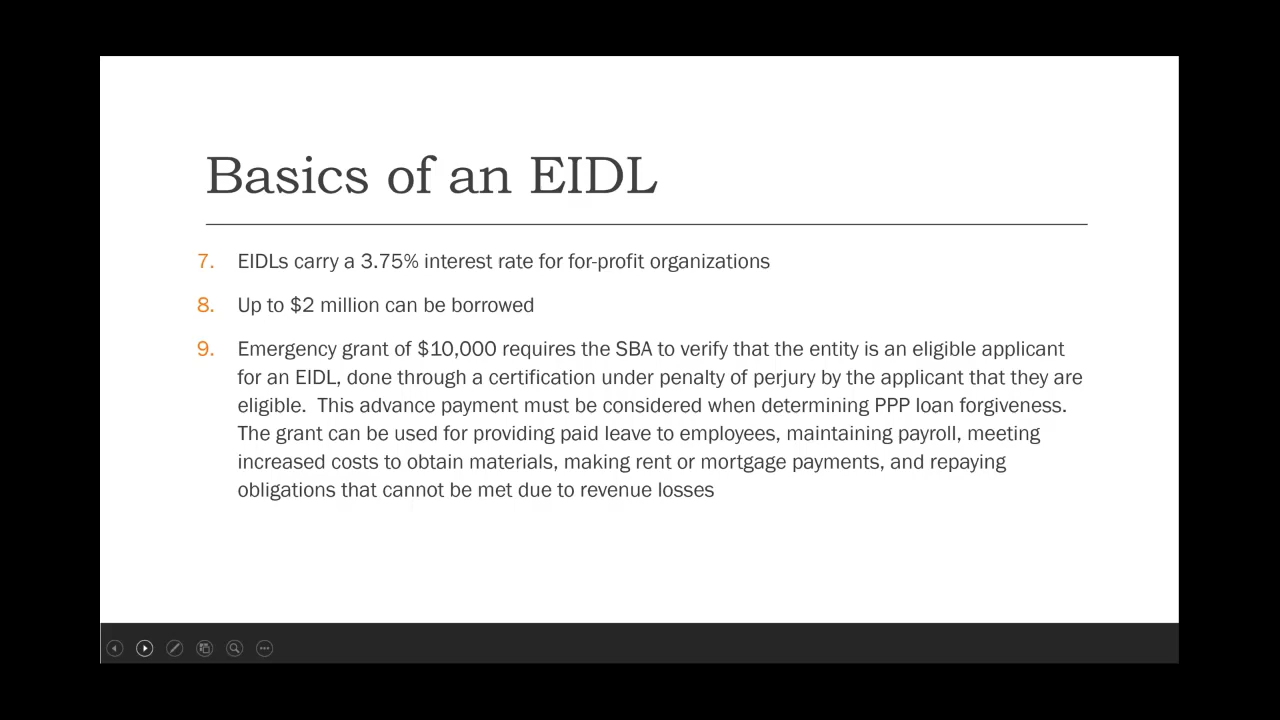 Basics of an EIDL
7. EIDLs carry a 3.75% interest rate for for-profit organizations
8. Up to $2 million can be borrowed
9. Emergency grant of $10,000 requires the SBA to verify that the entity is an eligible applicant
for an EIDL, done through a certification under penalty of perjury by the applicant that they are
eligible.  This advance payment must be considered when determining PPP loan forgiveness.
The grant can be used for providing paid leave to employees, maintaining payroll, meeting
increased costs to obtain materials, making rent or mortgage payments, and repaying
obligations that cannot be met due to revenue losses